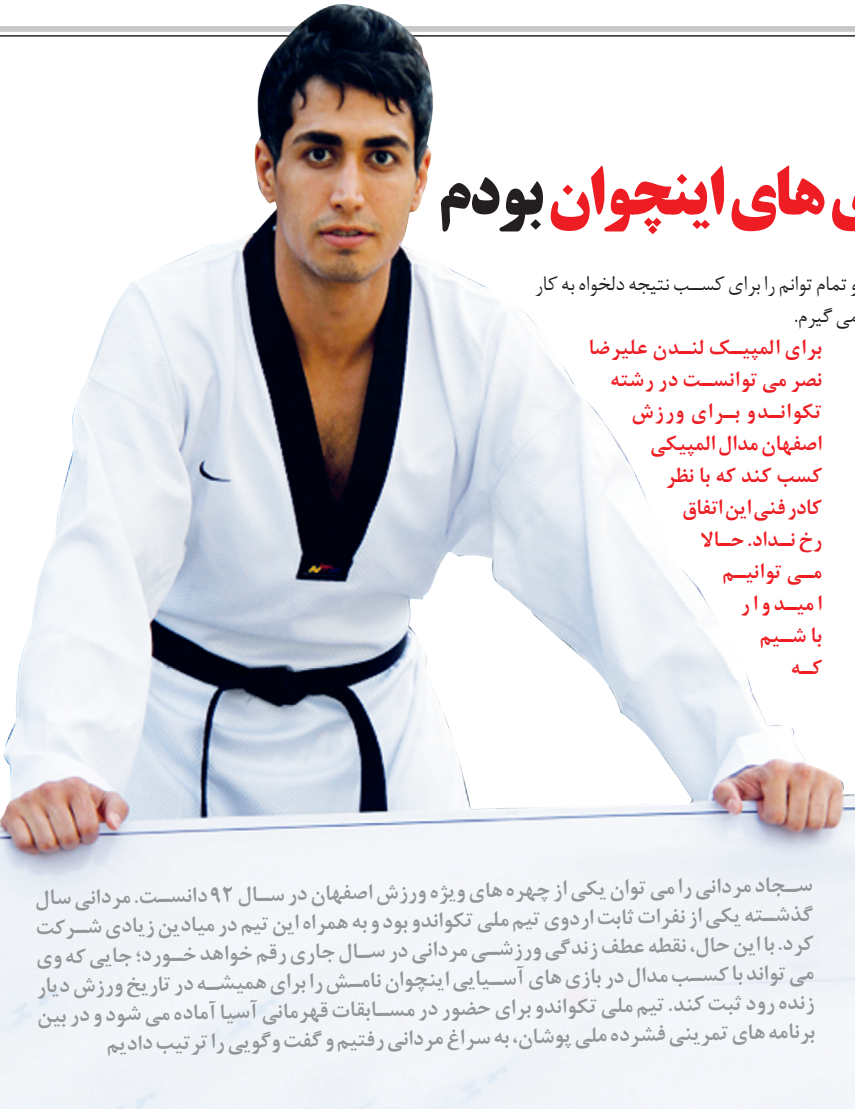 های اینچوان بودم
و تمام توانم را برای کسب نتیجه دلخواه به کار
می گیرم.
برای المپیک لندن علیرضا
نصر می توانست در رشته
تکواندو برای ورزش
اصفهان مدال المپیکی
کسب کند که با نظر
کادر فنی این اتفاق
رخ نداد. حالا
می توانیم
امیدوار
باشیم
که
سجاد مردانی را می توان یکی از چهره های ویژه ورزش اصفهان در سال ۹۲ دانست. مردانی سال
گذشته یکی از نفرات ثابت اردوی تیم ملی تکواندو بود و به همراه این تیم در میادین زیادی شرکت
کرد. با این حال، نقطه عطف زندگی ورزشی مردانی در سال جاری رقم خواهد خورد؛ جایی که وی
می تواند با کسب مدال در بازی های آسیایی اینچوان نامش را برای همیشه در تاریخ ورزش دیار
زنده رود ثبت کند. تیم ملی تکواندو برای حضور در مسابقات قهرمانی آسیا آماده می شود و در بین
برنامه های تمرینی فشرده ملی پوشان، به سراغ مردانی رفتیم و گفت وگویی را ترتیب دادیم